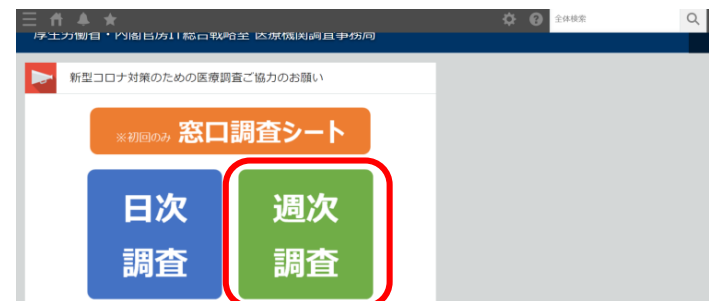 全体検索
厚生労働省・内閣官房IT総合戦略室 医療機関調査事務局
新型コロナ対策のための医療調査ご協力のお願い
※初回のみ 窓口調査シート
日次
調査
週次
調査